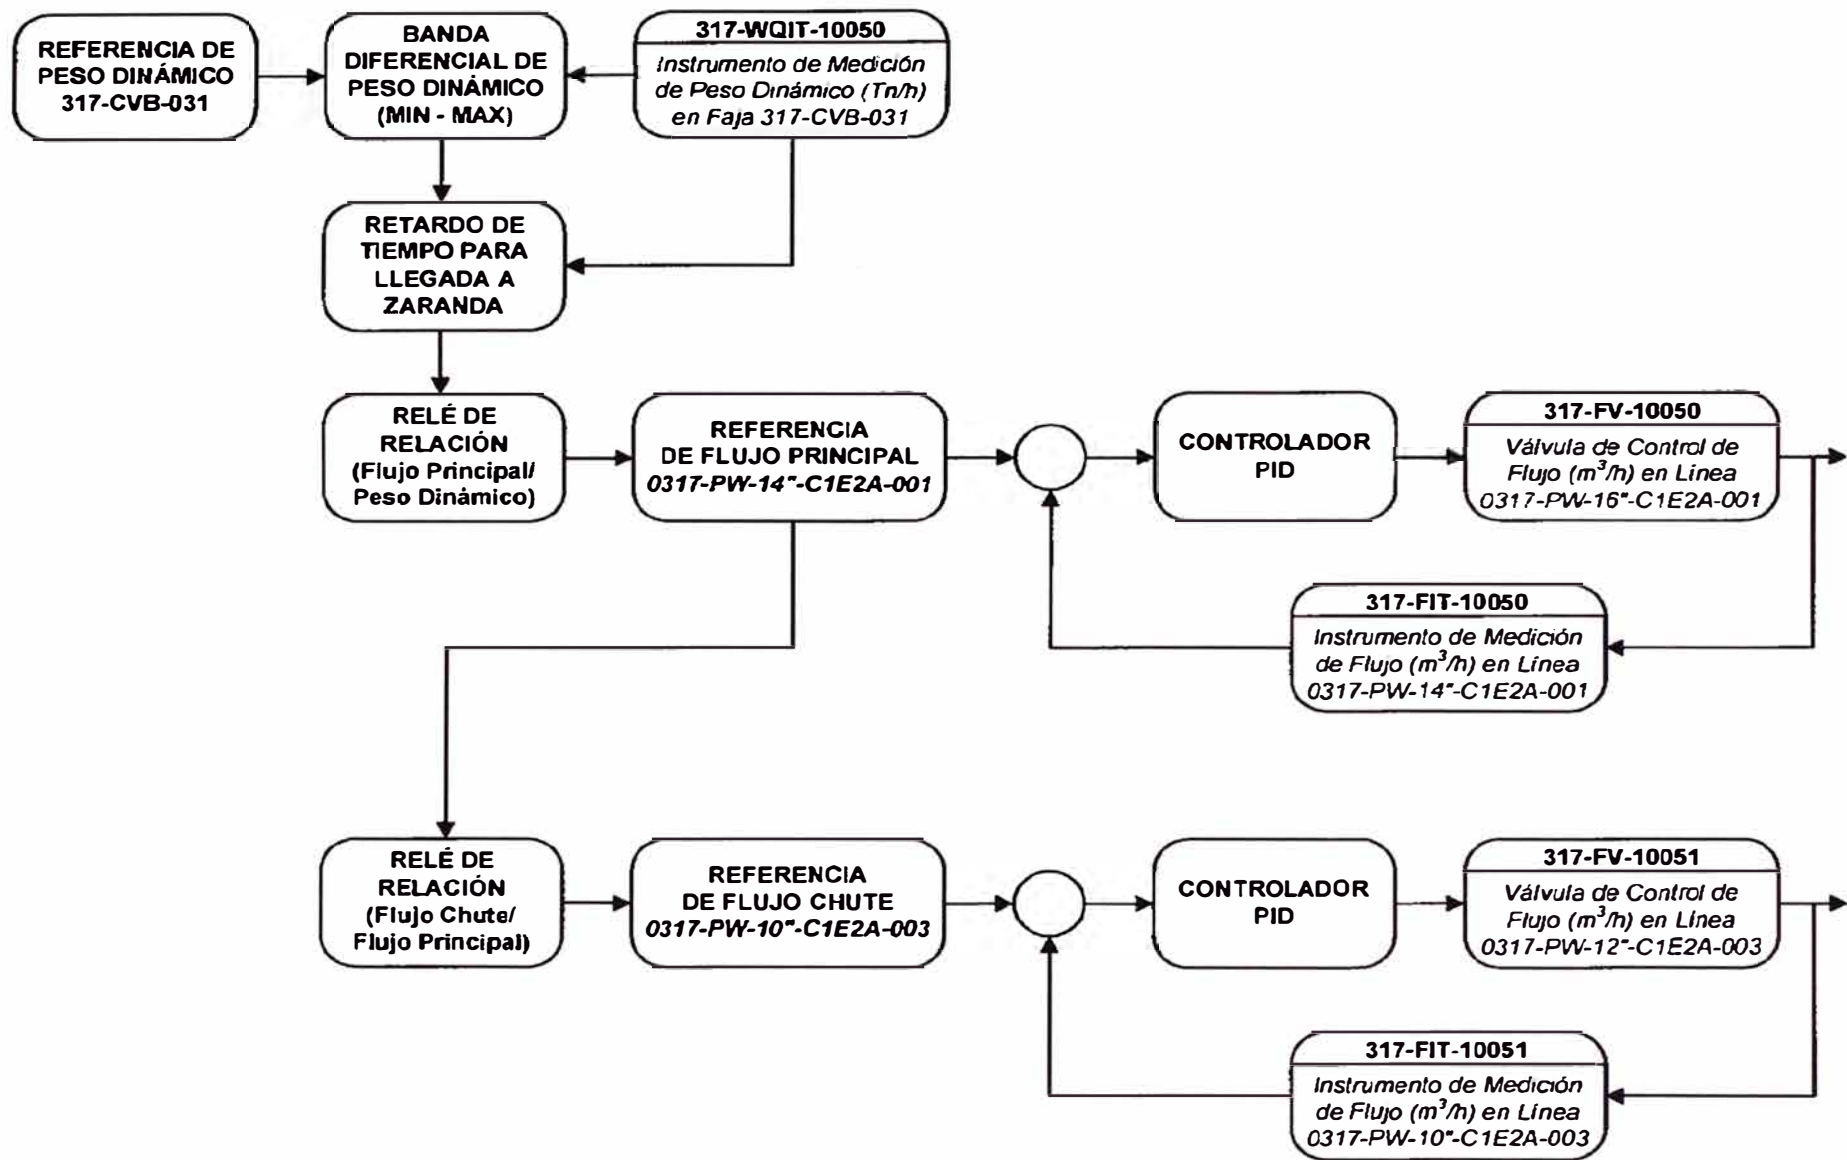 REFERENCIA DE
PESO DINÁMICO
317-CVB-031
BANDA
DIFERENCIAL DE
PESO DINÁMICO
(MIN - MAX)
317-WQIT-10050
Instrumento de Medición
de Peso Dinámico (Tn/h)
en Faja 317-CVB-031
RETARDO DE
TIEMPO PARA
LLEGADA A
ZARANDA
RELÉ DE
RELACIÓN
(Flujo Principal/
Peso Dinámico)
REFERENCIA
DE FLUJO PRINCIPAL
0317-PW-14"-C1E2A-001
CONTROLADOR
PID
317-FV-10050
Válvula de Control de
Flujo (m³/h) en Línea
0317-PW-16"-C1E2A-001
317-FIT-10050
Instrumento de Medición
de Flujo (m³/h) en Línea
0317-PW-14"-C1E2A-001
RELÉ DE
RELACIÓN
(Flujo Chute/
Flujo Principal)
REFERENCIA
DE FLUJO CHUTE
0317-PW-10"-C1E2A-003
CONTROLADOR
PID
317-FV-10051
Válvula de Control de
Flujo (m³/h) en Línea
0317-PW-12"-C1E2A-003
317-FIT-10051
Instrumento de Medición
de Flujo (m³/h) en Línea
0317-PW-10"-C1E2A-003